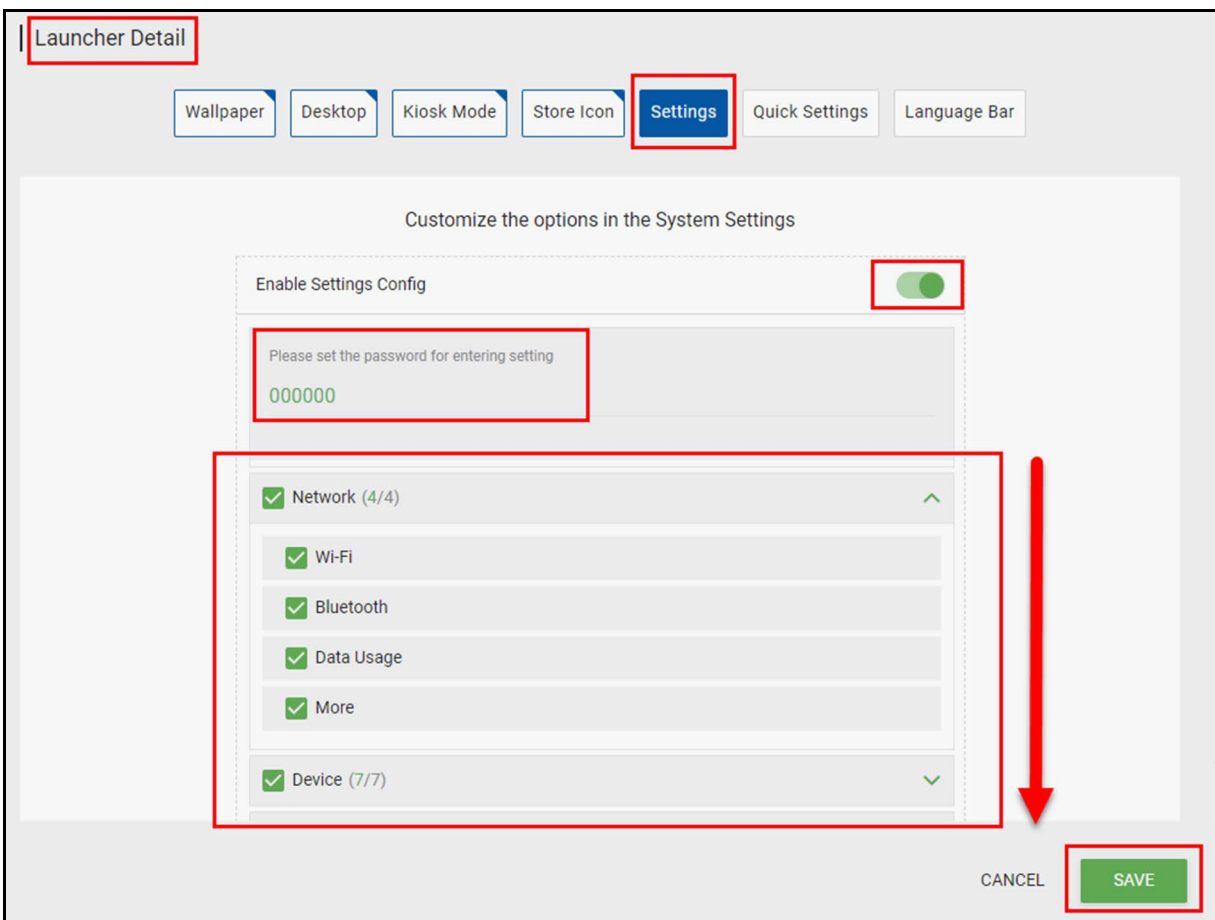 Launcher Detail
Wallpaper Desktop Kiosk Mode Store Icon Settings Quick Settings Language Bar
Customize the options in the System Settings
Enable Settings Config
Please set the password for entering setting
000000
Network (4/4)
Wi-Fi
Bluetooth
Data Usage
More
Device (7/7)
CANCEL SAVE